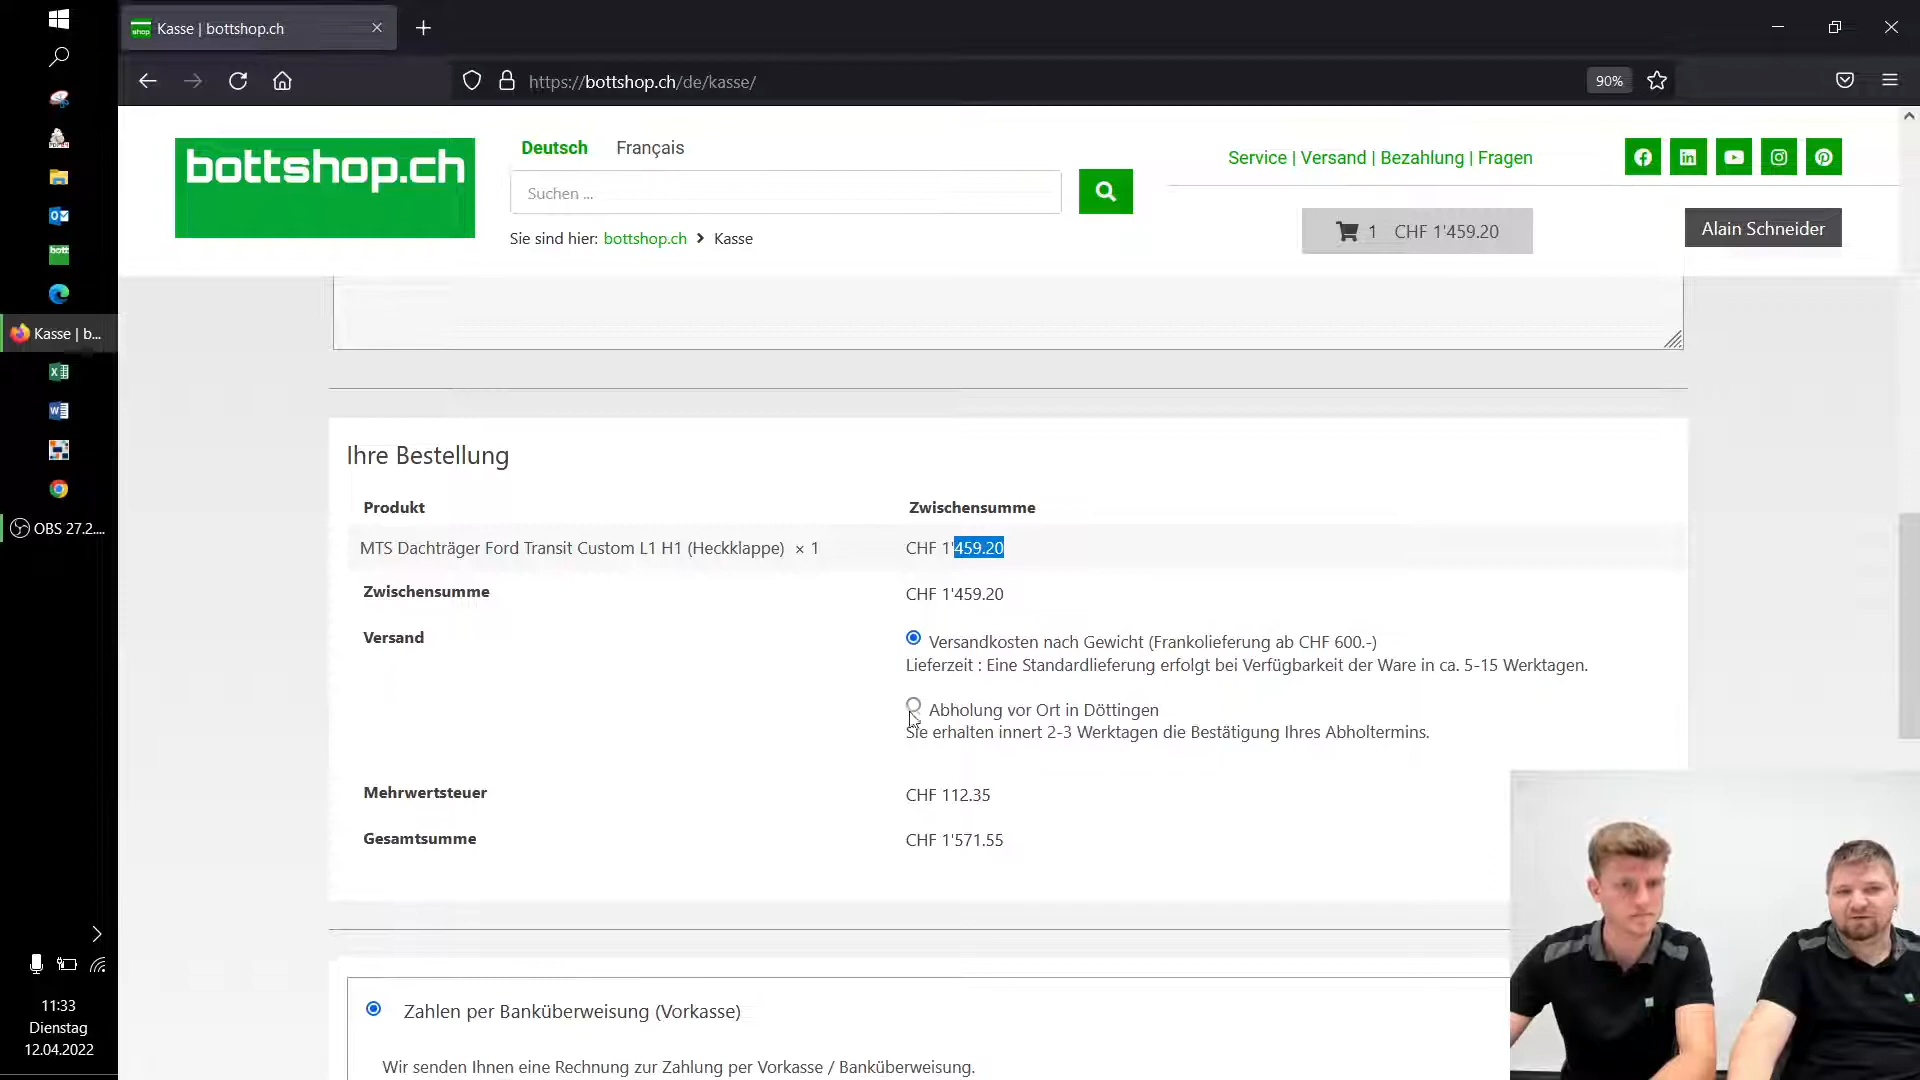 Kasse | bottshop.ch
https://bottshop.ch/de/kasse/
90%
bottshop.ch
Deutsch
Français
Suchen ...
Sie sind hier: bottshop.ch > Kasse
Service | Versand | Bezahlung | Fragen
1 CHF 1'459.20
Alain Schneider
bott
Kasse | b...
OBS 27.2....
Ihre Bestellung
Produkt
Zwischensumme
MTS Dachträger Ford Transit Custom L1 H1 (Heckklappe) × 1
CHF 1'459.20
Zwischensumme
CHF 1'459.20
Versand
Versandkosten nach Gewicht (Frankolieferung ab CHF 600.-)
Lieferzeit : Eine Standardlieferung erfolgt bei Verfügbarkeit der Ware in ca. 5-15 Werktagen.
Abholung vor Ort in Döttingen
Sie erhalten innert 2-3 Werktagen die Bestätigung Ihres Abholtermins.
Mehrwertsteuer
CHF 112.35
Gesamtsumme
CHF 1'571.55
Zahlen per Banküberweisung (Vorkasse)
Wir senden Ihnen eine Rechnung zur Zahlung per Vorkasse / Banküberweisung.
11:33
Dienstag
12.04.2022